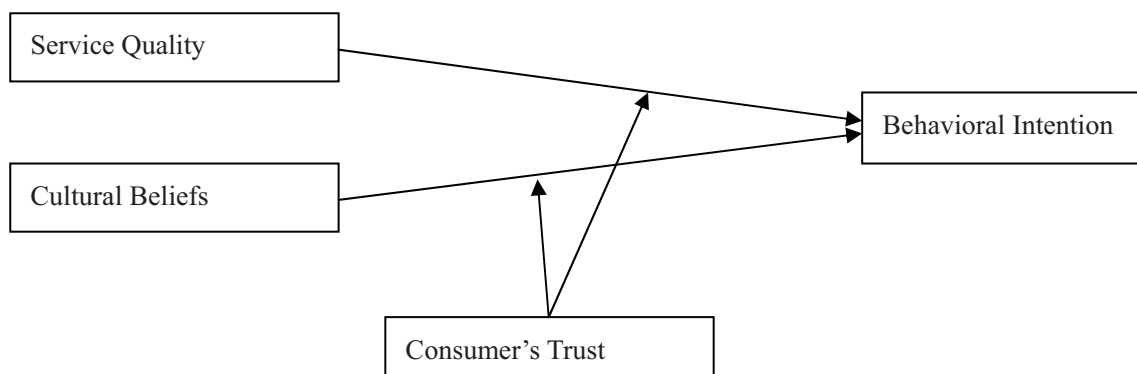 Service Quality
Behavioral Intention
Cultural Beliefs
Consumer’s Trust